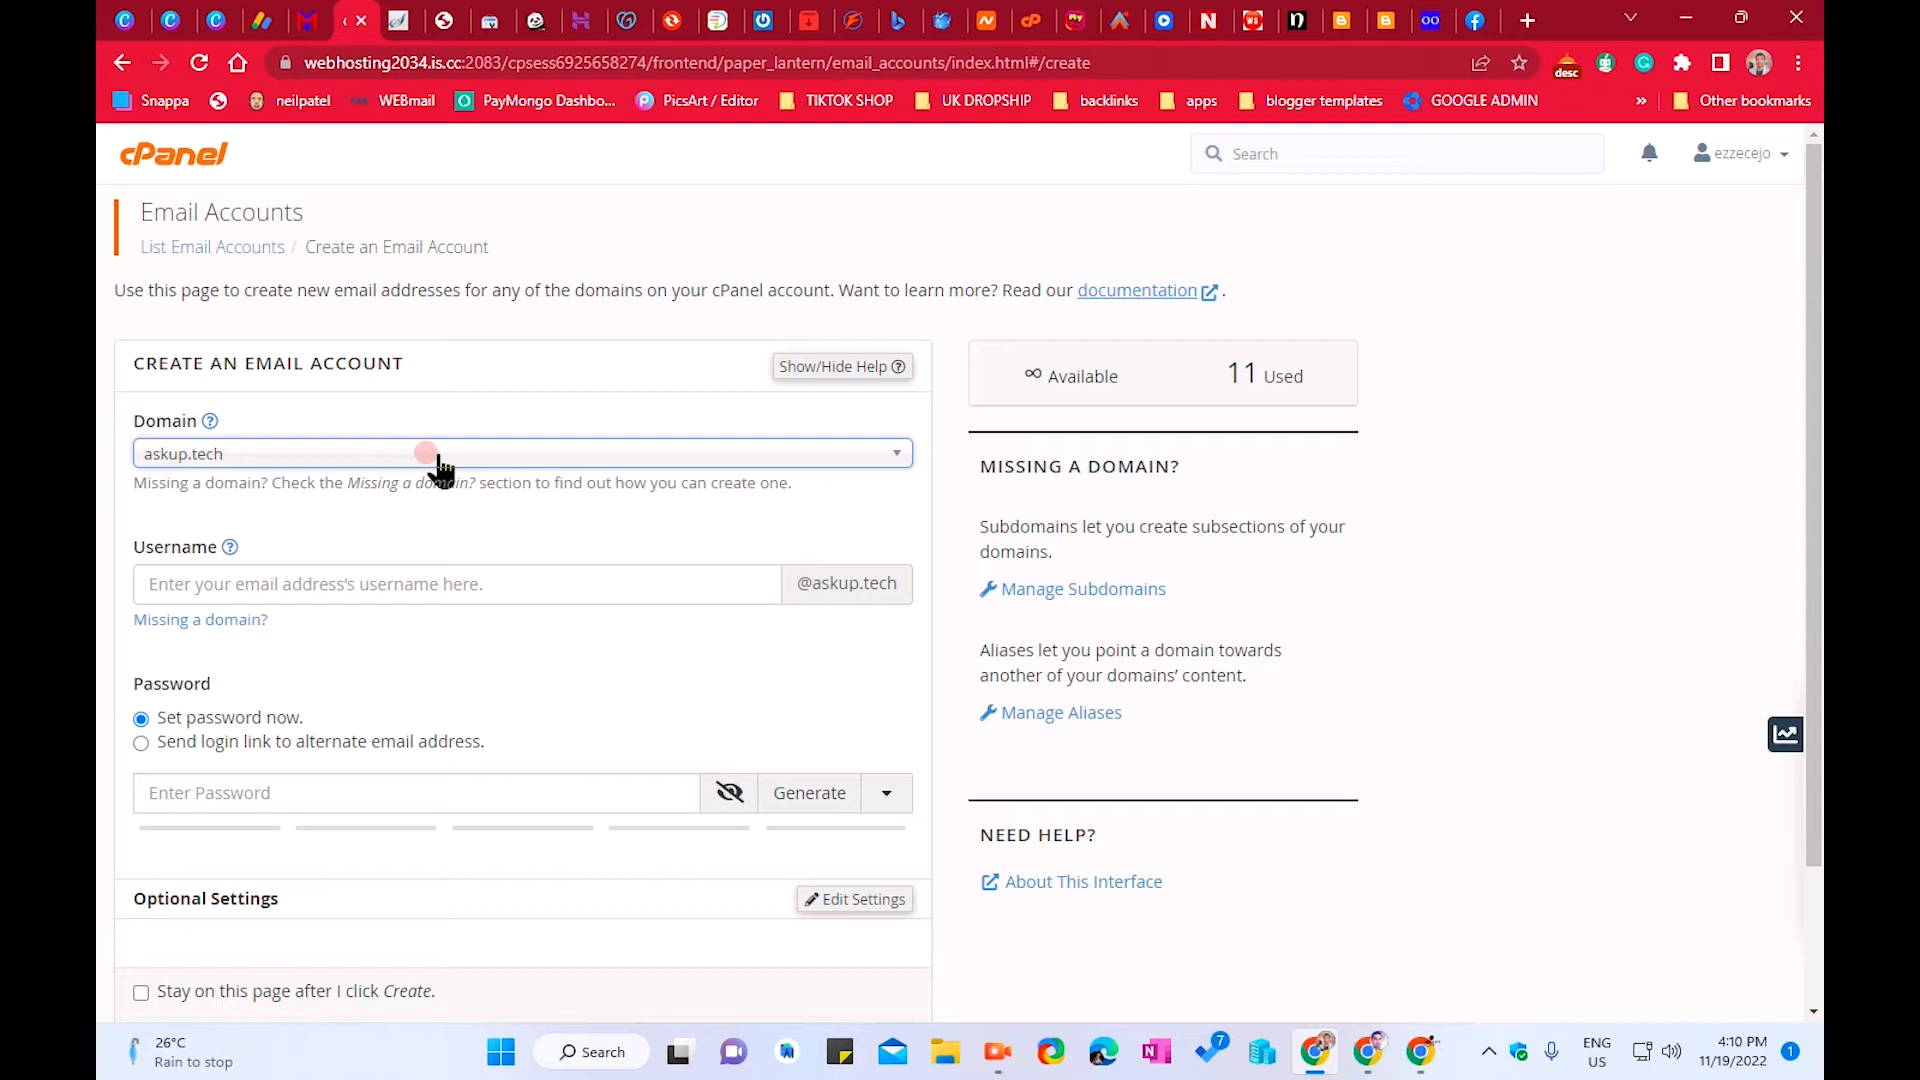 webhosting2034.is.cc:2083/cpsess6925658274/frontend/paper_lantern/email_accounts/index.html#/create
desc
Snappa
neilpatel
WEBmail
PayMongo Dashbo...
PicsArt / Editor
TIKTOK SHOP
UK DROPSHIP
backlinks
apps
blogger templates
GOOGLE ADMIN
»
Other bookmarks
cPanel
Search
ezzecejo
Email Accounts
List Email Accounts / Create an Email Account
Use this page to create new email addresses for any of the domains on your cPanel account. Want to learn more? Read our documentation .
CREATE AN EMAIL ACCOUNT
Show/Hide Help
Domain
askup.tech
Missing a domain? Check the Missing a domain? section to find out how you can create one.
Username
Enter your email address's username here.
@askup.tech
Missing a domain?
Password
Set password now.
Send login link to alternate email address.
Enter Password
Generate
Optional Settings
Edit Settings
Stay on this page after I click Create.
∞ Available
11 Used
MISSING A DOMAIN?
Subdomains let you create subsections of your
domains.
Manage Subdomains
Aliases let you point a domain towards
another of your domains' content.
Manage Aliases
NEED HELP?
About This Interface
26°C
Rain to stop
Search
7
ENG
US
4:10 PM
11/19/2022
1